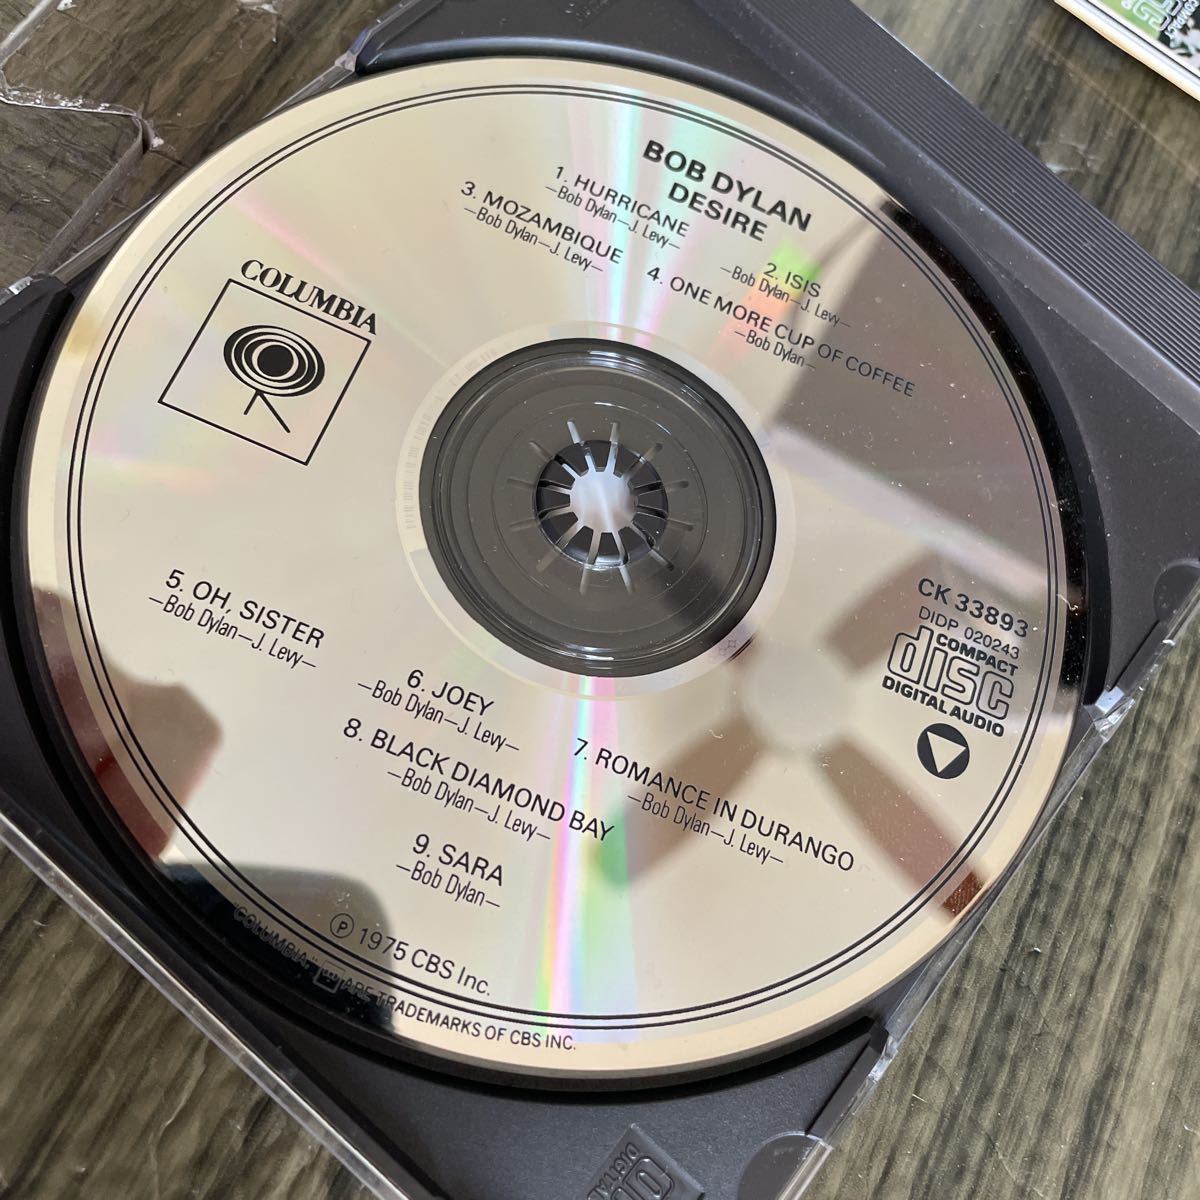 BOB DYLAN
DESIRE
1. HURRICANE
—Bob Dylan—J. Levy—
2. ISIS
—Bob Dylan—J. Levy—
3. MOZAMBIQUE
—Bob Dylan—J. Levy—
4. ONE MORE CUP OF COFFEE
—Bob Dylan—
COLUMBIA
CK 33893
DIDP 020243
COMPACT
disc
DIGITAL AUDIO
5. OH, SISTER
—Bob Dylan—J. Levy—
6. JOEY
—Bob Dylan—J. Levy—
7. ROMANCE IN DURANGO
—Bob Dylan—J. Levy—
8. BLACK DIAMOND BAY
—Bob Dylan—J. Levy—
9. SARA
—Bob Dylan—
Ⓟ 1975 CBS Inc.
"COLUMBIA," ARE TRADEMARKS OF CBS INC.